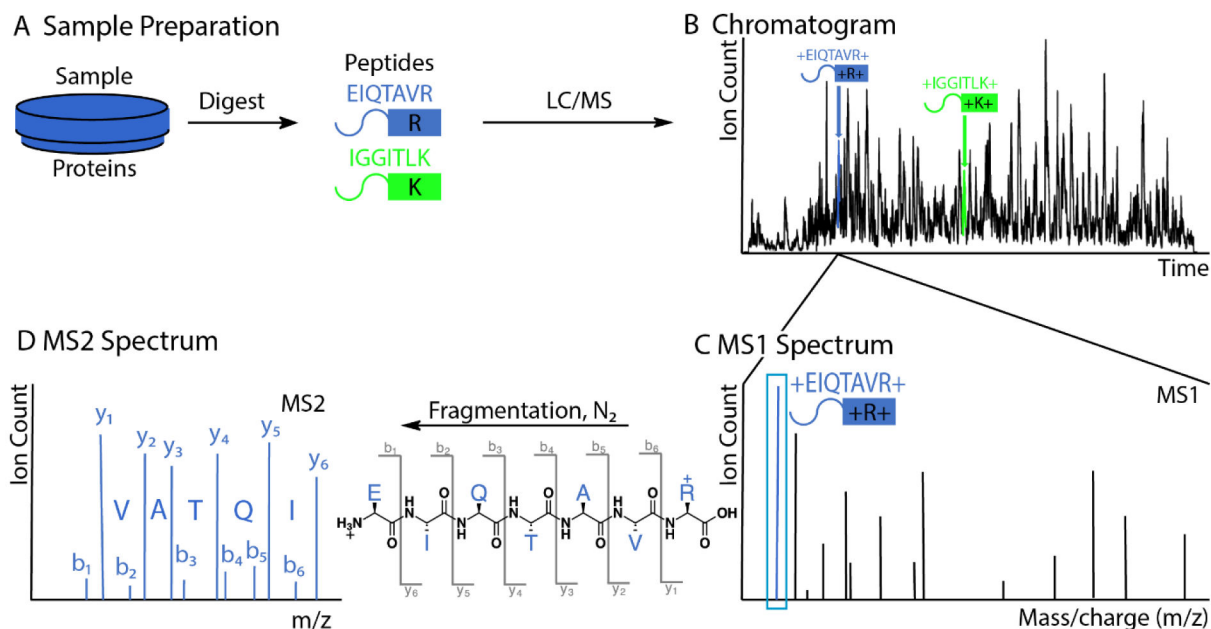 A Sample Preparation
Sample
Proteins
Digest
Peptides
EIQTAVR
R
IGGITLK
K
LC/MS
B Chromatogram
Ion Count
+EIQTAVR+
+R+
+IGGITLK+
+K+
Time
C MS1 Spectrum
MS1
Ion Count
+EIQTAVR+
+R+
Mass/charge (m/z)
D MS2 Spectrum
MS2
Ion Count
y1 y2 y3 y4 y5 y6
V A T Q I
b1 b2 b3 b4 b5 b6
m/z
Fragmentation, N2
b1 b2 b3 b4 b5 b6
E Q A R +
O O O
H3N + N H N H N H N H N H N H OH
O O O O
I T V
y6 y5 y4 y3 y2 y1